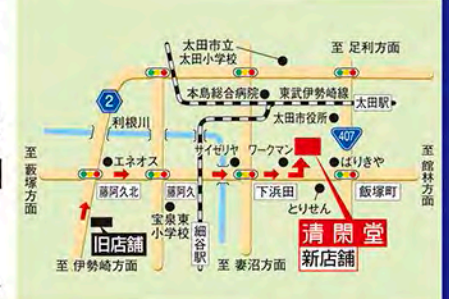 太田市立
太田小学校
至 足利方面
本島総合病院
東武伊勢崎線
太田駅
2
利根川
太田市役所
407
サイゼリヤ
ワークマン
至 薮塚方面
エネオス
ばりきや
至 館林方面
藤阿久北
藤阿久
下浜田
飯塚町
とりせん
旧店舗
宝泉東
小学校
細谷駅
清閑堂
新店舗
至 伊勢崎方面
至 妻沼方面